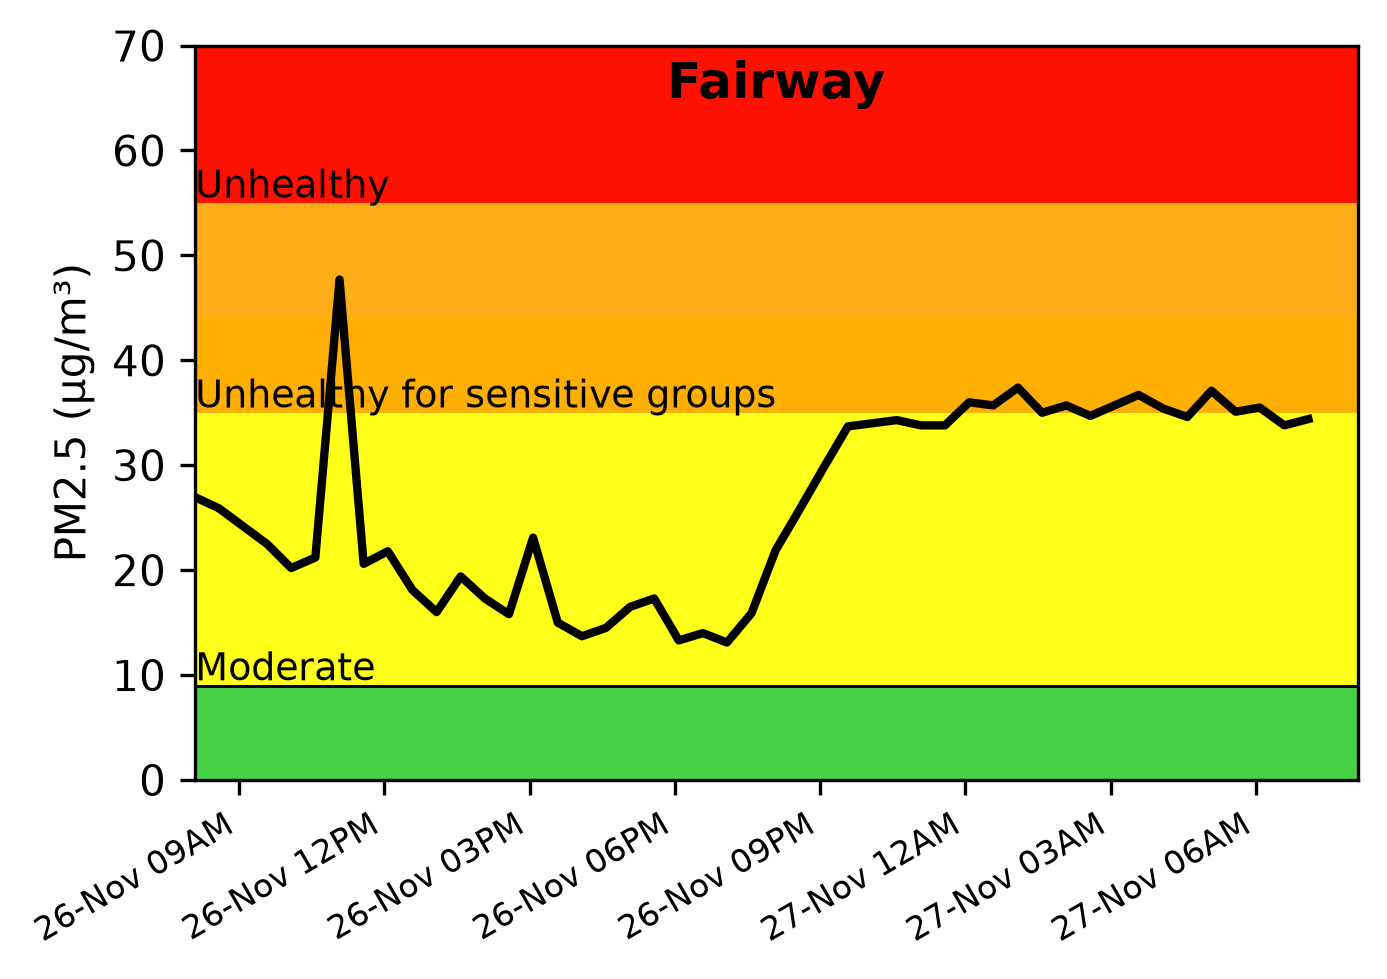 Fairway
70
60
50
40
30
20
10
0
PM2.5 (µg/m³)
Unhealthy
Unhealthy for sensitive groups
Moderate
26-Nov 09AM
26-Nov 12PM
26-Nov 03PM
26-Nov 06PM
26-Nov 09PM
27-Nov 12AM
27-Nov 03AM
27-Nov 06AM